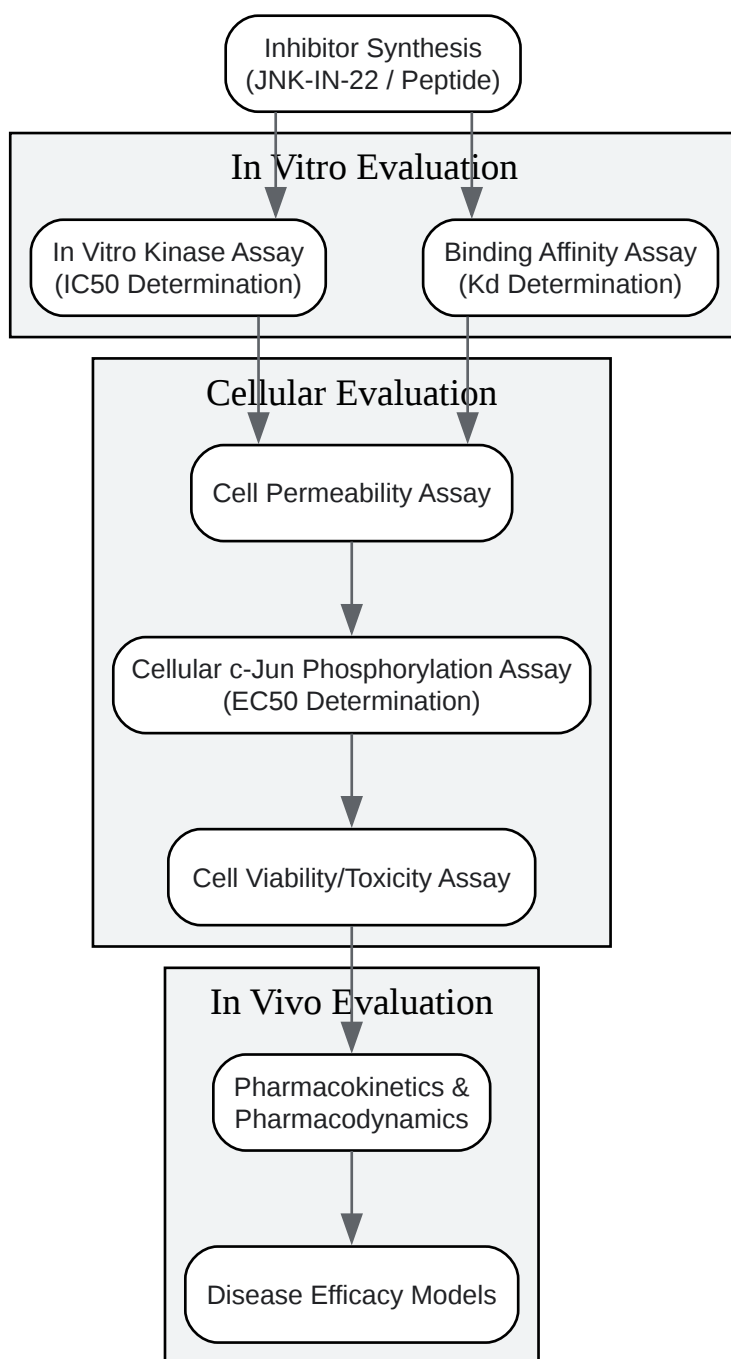 Inhibitor Synthesis
(JNK-IN-22 / Peptide)
In Vitro Evaluation
In Vitro Kinase Assay
(IC50 Determination)
Binding Affinity Assay
(Kd Determination)
Cellular Evaluation
Cell Permeability Assay
Cellular c-Jun Phosphorylation Assay
(EC50 Determination)
Cell Viability/Toxicity Assay
In Vivo Evaluation
Pharmacokinetics &
Pharmacodynamics
Disease Efficacy Models